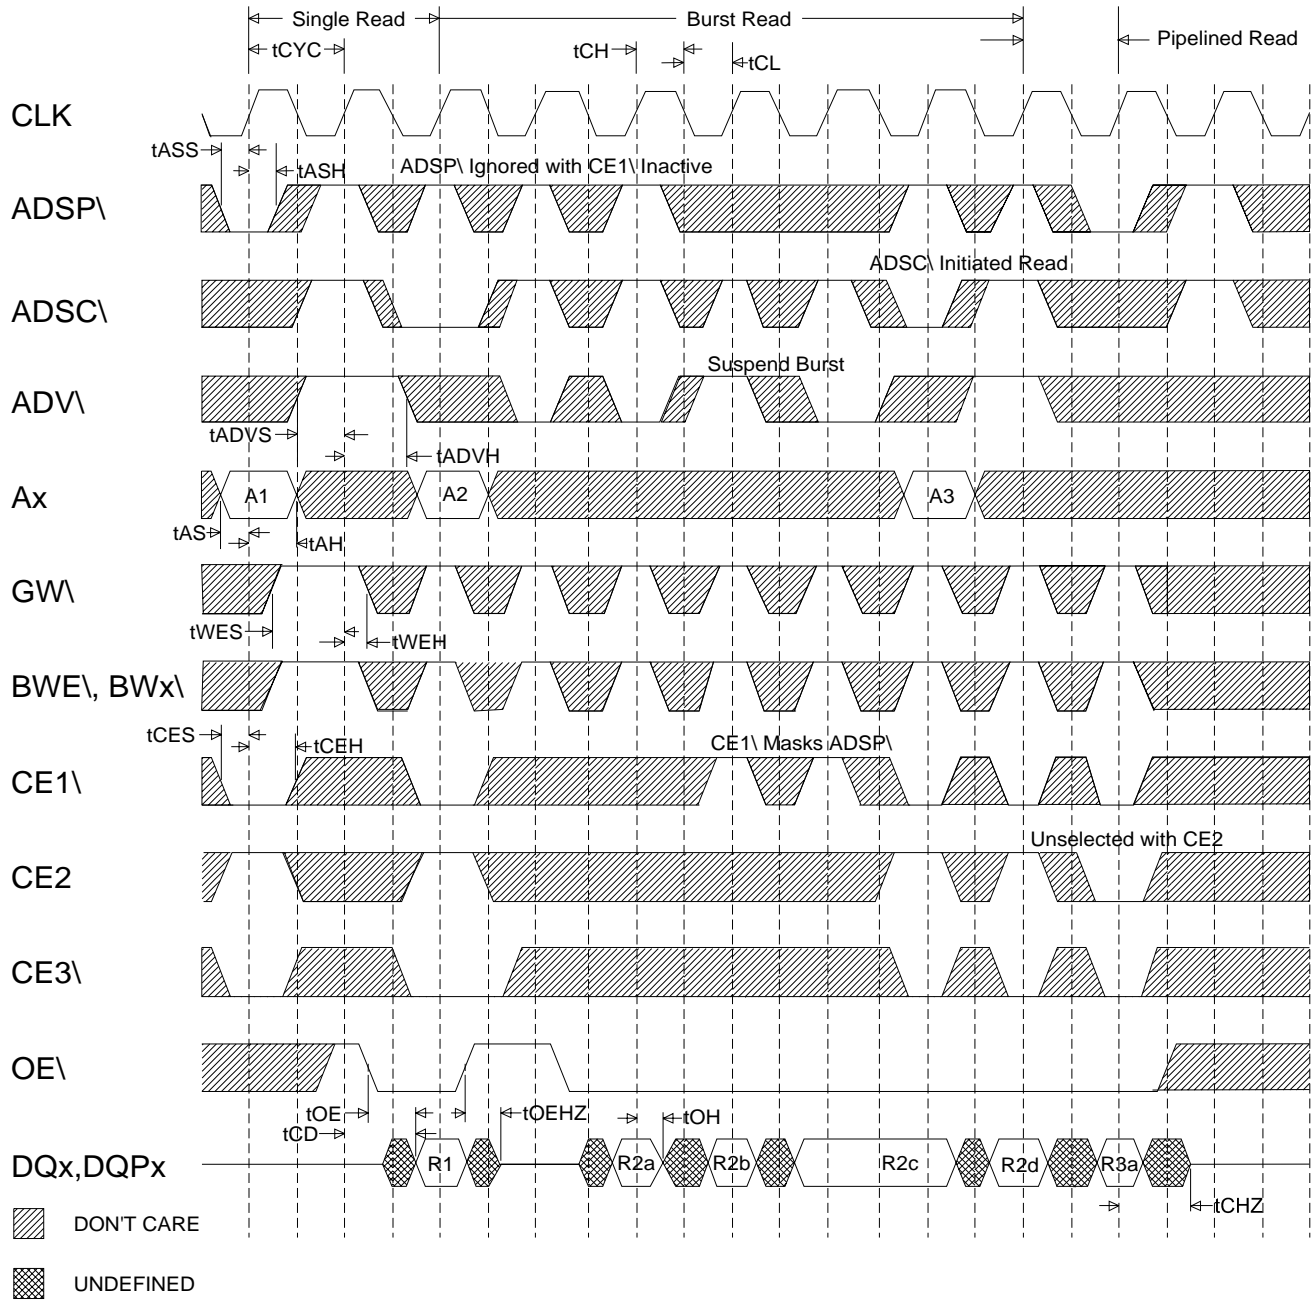 Single Read
Burst Read
Pipelined Read
tCYC
tCH
tCL
CLK
tASS
tASH
ADSP\ Ignored with CE1\ Inactive
ADSP\
ADSC\ Initiated Read
ADSC\
Suspend Burst
ADV\
tADVS
tADVH
Ax
A1
A2
A3
tAS
tAH
GW\
tWES
tWEH
BWE\, BWx\
tCES
tCEH
CE1\ Masks ADSP\
CE1\
Unselected with CE2
CE2
CE3\
OE\
tOE
tOEHZ
tOH
tCD
DQx,DQPx
R1
R2a
R2b
R2c
R2d
R3a
tCHZ
DON'T CARE
UNDEFINED